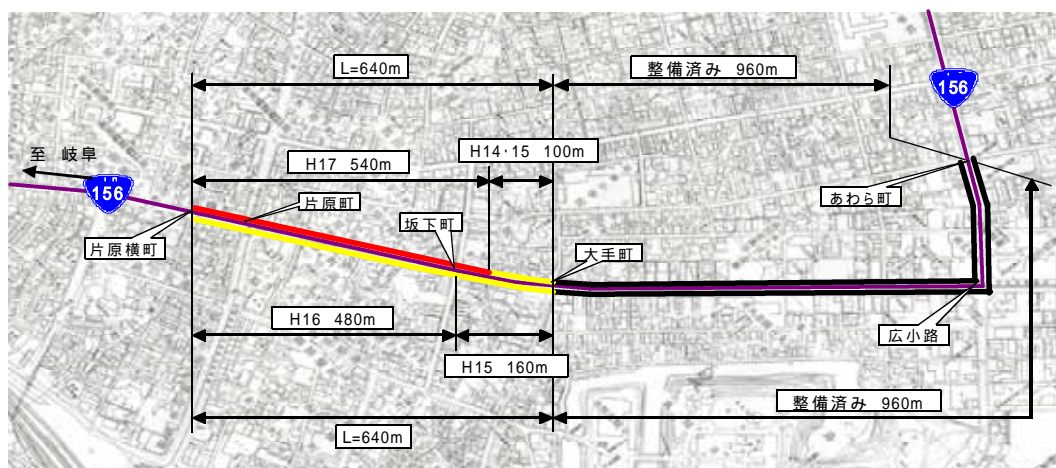 L=640m
整備済み 960m
156
H14･15 100m
至 岐阜
H17 540m
156
片原町
あわら町
坂下町
片原横町
大手町
H16 480m
広小路
H15 160m
整備済み 960m
L=640m